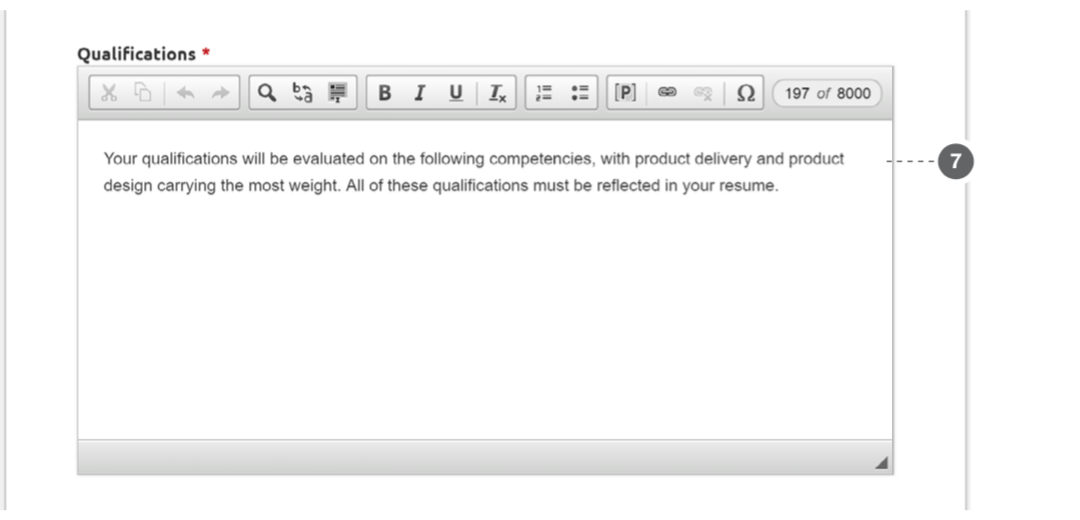 Qualifications *
B I U Ix [P] Ω 197 of 8000
Your qualifications will be evaluated on the following competencies, with product delivery and product
design carrying the most weight. All of these qualifications must be reflected in your resume.
7